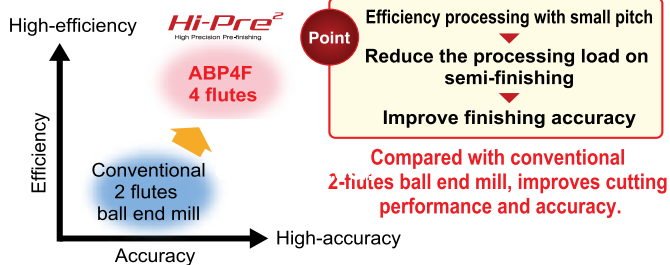 High-efficiency
Hi-Pre²
High Precision Pre-finishing
ABP4F
4 flutes
Efficiency
Conventional
2 flutes
ball end mill
Accuracy
High-accuracy
Point
Efficiency processing with small pitch
Reduce the processing load on
semi-finishing
Improve finishing accuracy
Compared with conventional
2-flutes ball end mill, improves cutting
performance and accuracy.